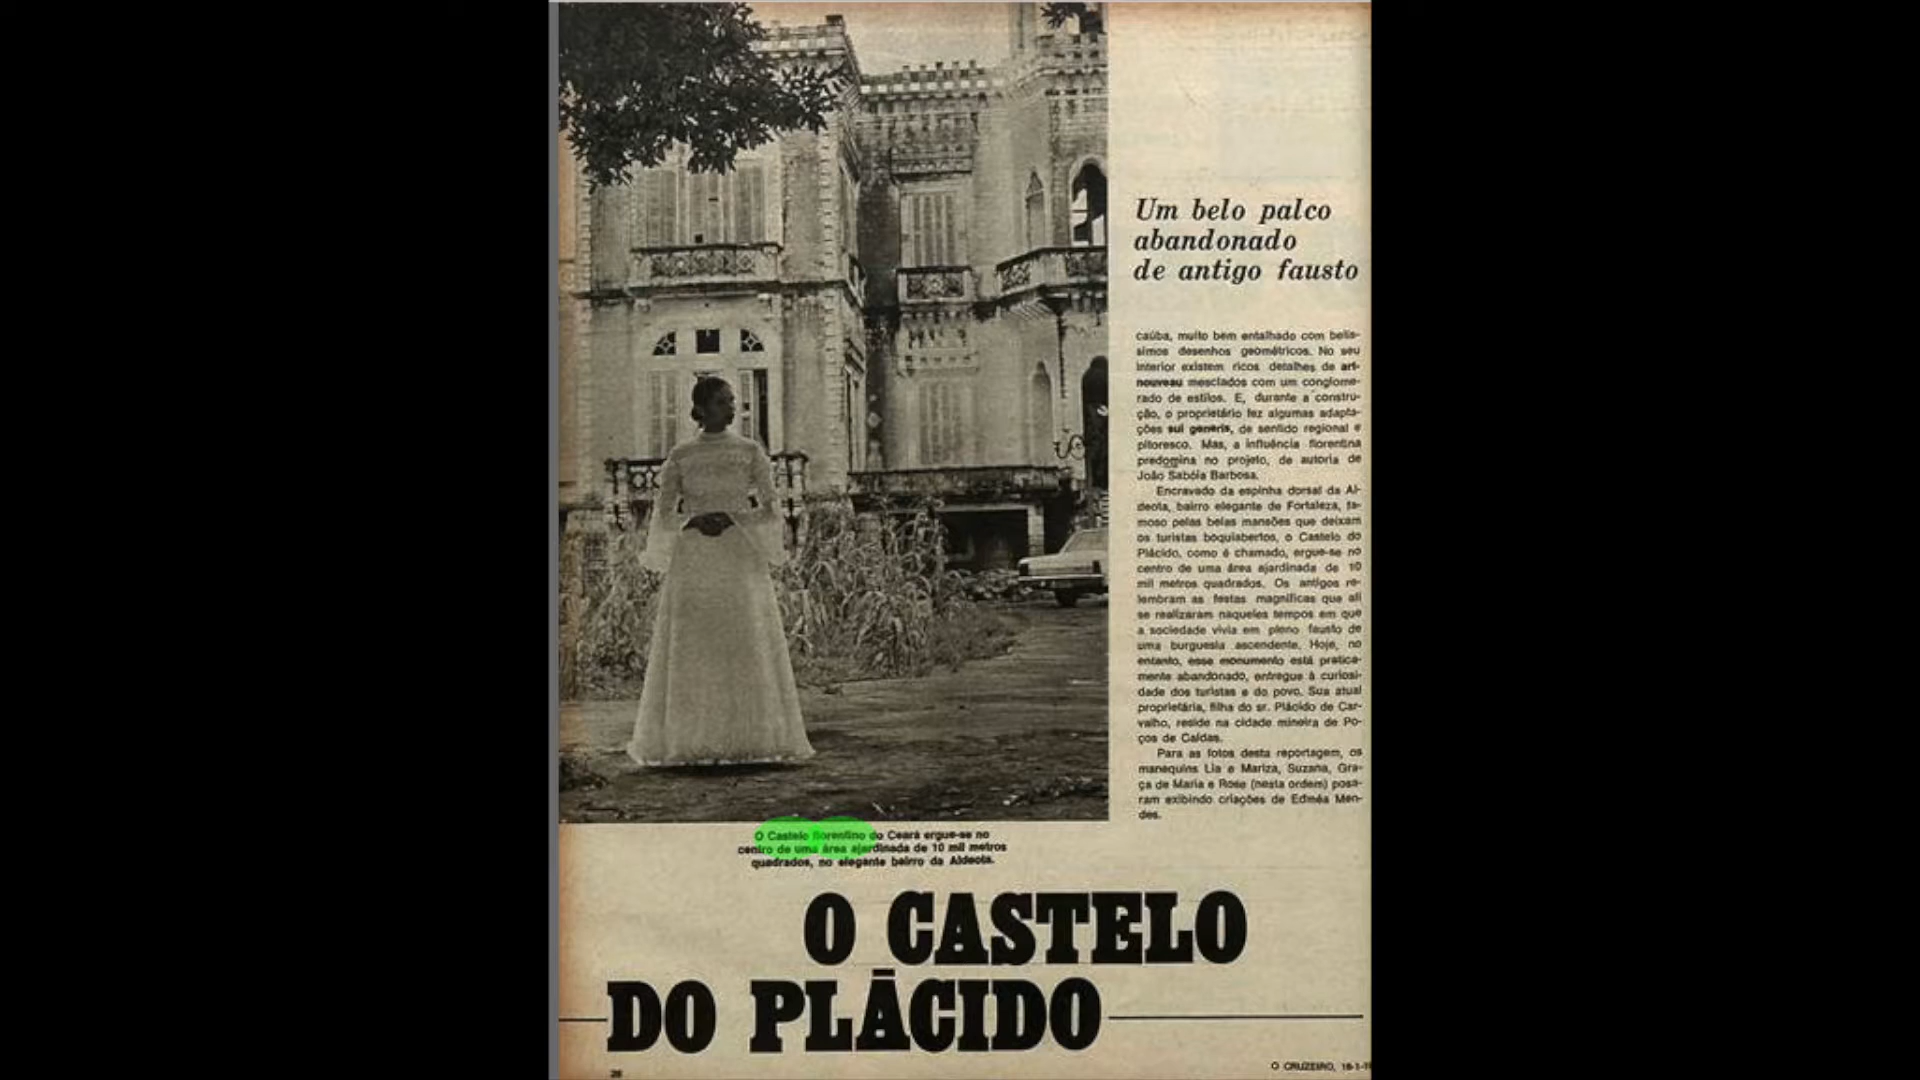 Um belo palco
abandonado
de antigo fausto
caúba, muito bem entalhado com belís-
simos desenhos geométricos. No seu
interior existem ricos detalhes de art-
nouveau mesclados com um conglome-
rado de estilos. E, durante a constru-
ção, o proprietário fez algumas adapta-
ções sui generis, de sentido regional e
pitoresco. Mas, a influência florentina
predomina no projeto, de autoria de
João Sabóia Barbosa.
Encravado da espinha dorsal da Al-
deota, bairro elegante de Fortaleza, fa-
moso pelas belas mansões que deixam
os turistas boquiabertos, o Castelo do
Plácido, como é chamado, ergue-se no
centro de uma área ajardinada de 10
mil metros quadrados. Os antigos re-
lembram as festas magníficas que ali
se realizaram naqueles tempos em que
a sociedade vivia em pleno fausto de
uma burguesia ascendente. Hoje, no
entanto, esse monumento está pratica-
mente abandonado, entregue à curiosi-
dade dos turistas e do povo. Sua atual
proprietária, filha do sr. Plácido de Car-
valho, reside na cidade mineira de Po-
ços de Caldas.
Para as fotos desta reportagem, os
manequins Lia e Mariza, Suzana, Gra-
ça de Maria e Rose (nesta ordem) posa-
ram exibindo criações de Edméa Men-
des.
O Castelo florentino do Ceará ergue-se no
centro de uma área ajardinada de 10 mil metros
quadrados, no elegante bairro da Aldeota.
O CASTELO
DO PLÁCIDO
28
O CRUZEIRO,